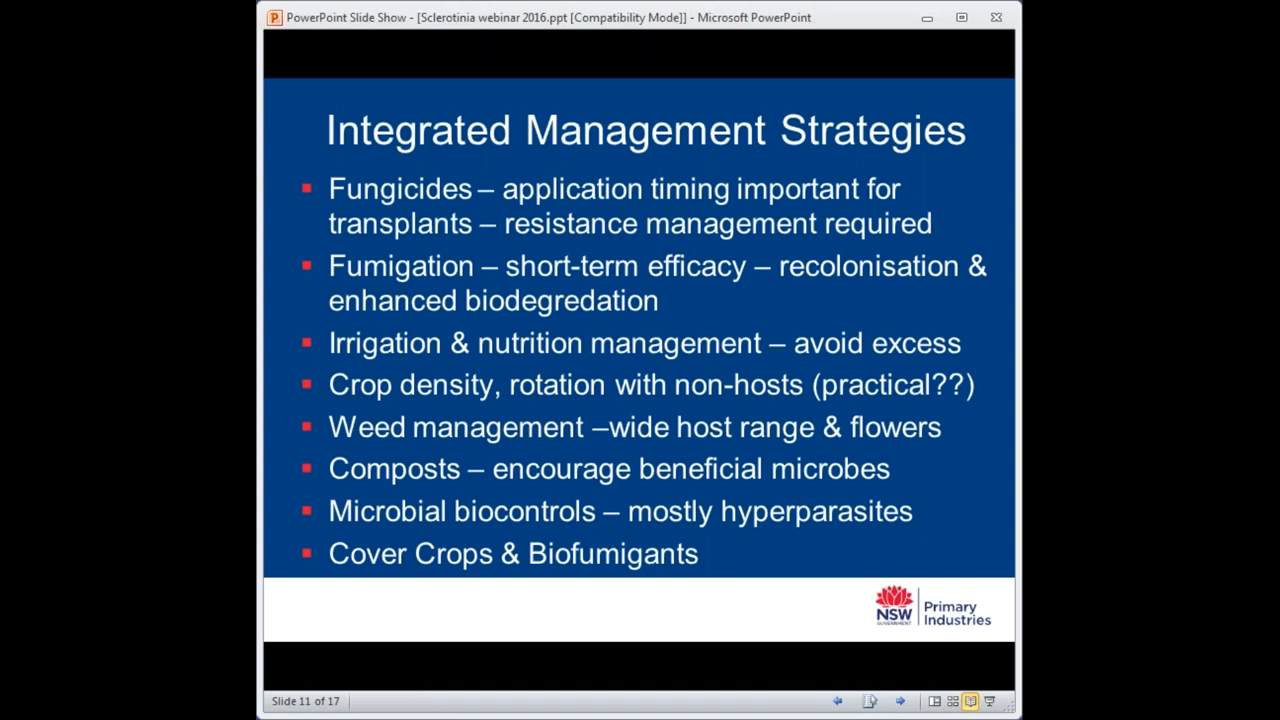 PowerPoint Slide Show - [Sclerotinia webinar 2016.ppt [Compatibility Mode]] - Microsoft PowerPoint
Integrated Management Strategies
Fungicides – application timing important for
transplants – resistance management required
Fumigation – short-term efficacy – recolonisation &
enhanced biodegredation
Irrigation & nutrition management – avoid excess
Crop density, rotation with non-hosts (practical??)
Weed management –wide host range & flowers
Composts – encourage beneficial microbes
Microbial biocontrols – mostly hyperparasites
Cover Crops & Biofumigants
NSW
GOVERNMENT
Primary
Industries
Slide 11 of 17